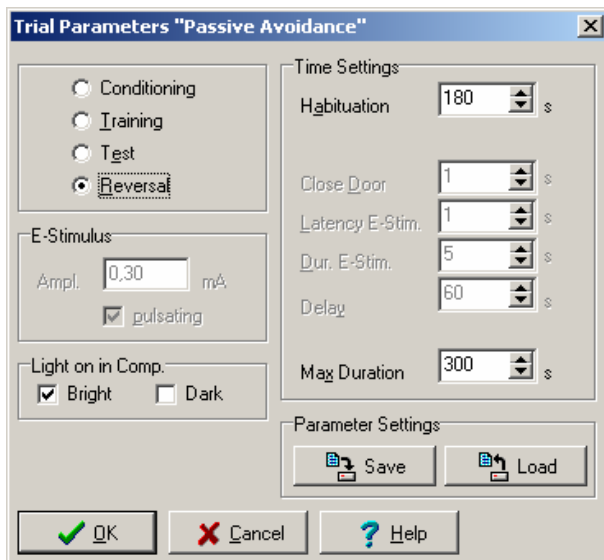 Trial Parameters "Passive Avoidance"
Conditioning
Training
Test
Reversal
E-Stimulus
Ampl. 0,30 mA
pulsating
Light on in Comp.
Bright Dark
Time Settings
Habituation 180 s
Close Door 1 s
Latency E-Stim. 1 s
Dur. E-Stim. 5 s
Delay 60 s
Max Duration 300 s
Parameter Settings
Save Load
OK Cancel Help